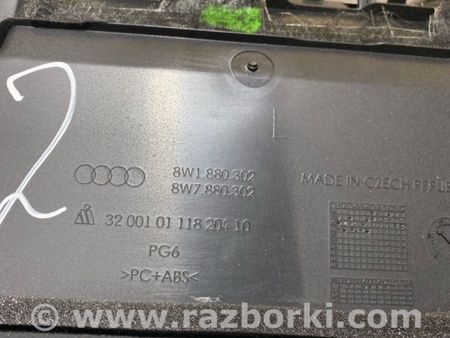 2
L
8W1.880.302
8W7.880.302
MADE IN CZECH REPUB
32 001 01 118 204 10
PG6
>PC+ABS<
www.razborki.com